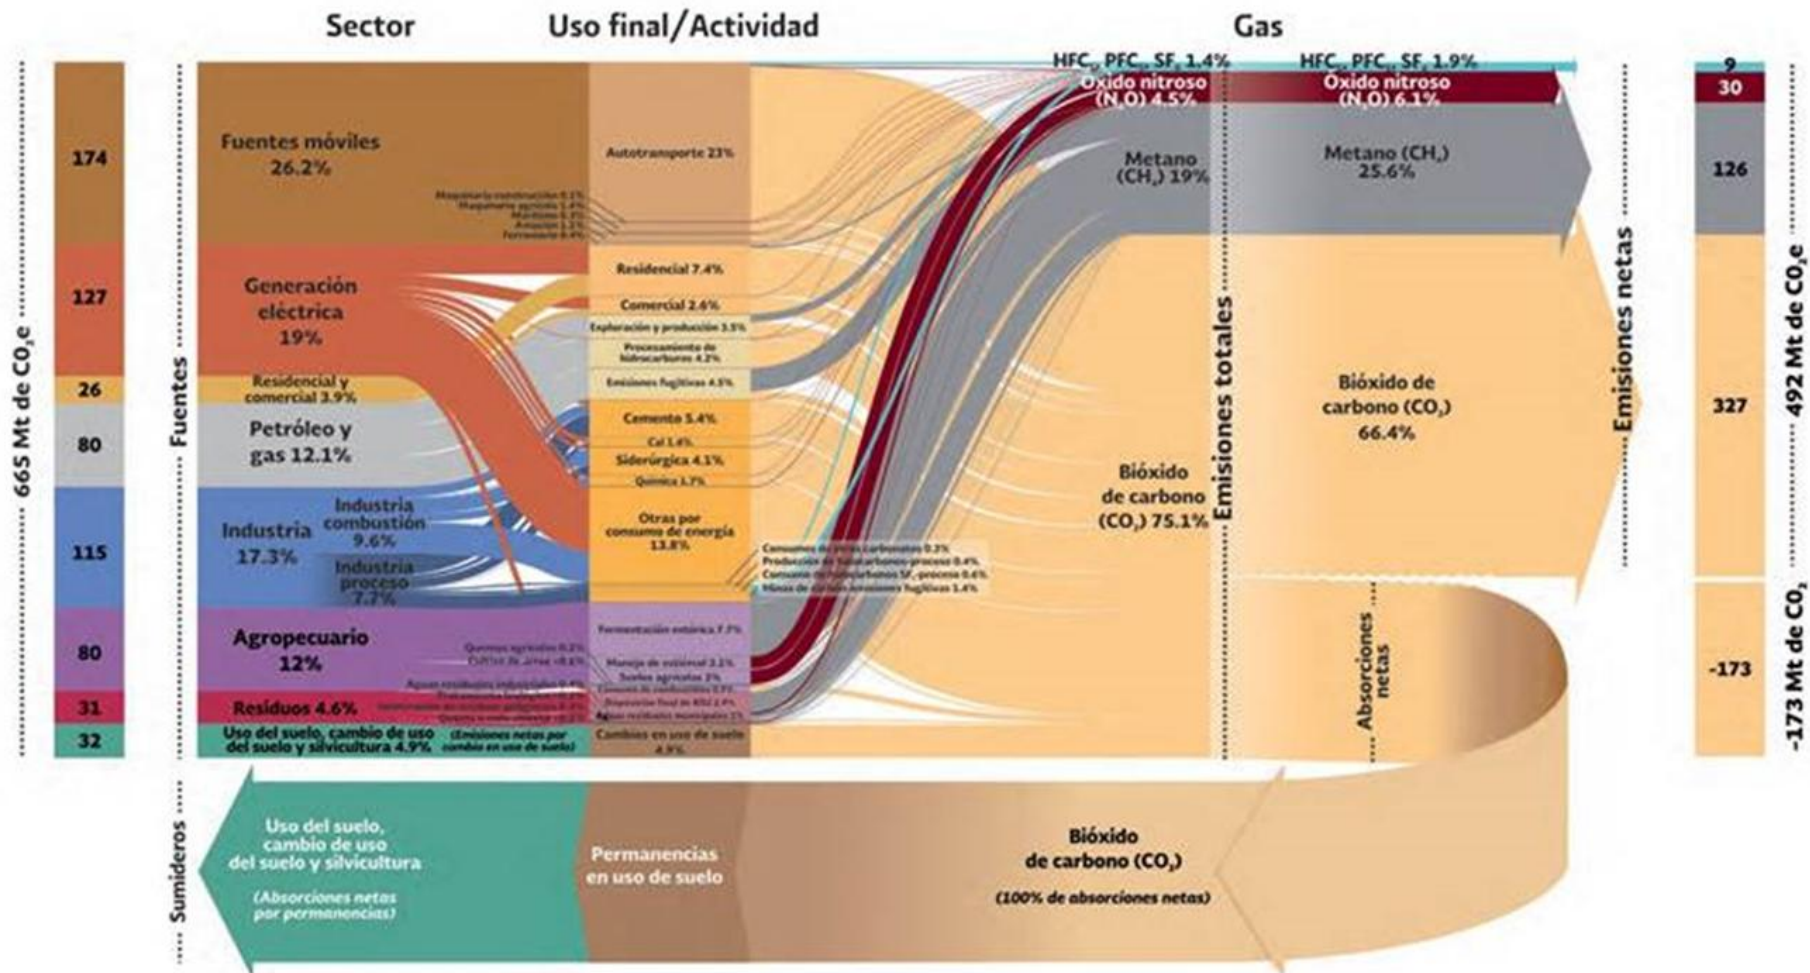 Sector
Uso final/Actividad
Gas
665 Mt de CO₂e
174
127
26
80
115
80
31
32
Fuentes
Fuentes móviles
26.2%
Generación
eléctrica
19%
Residencial y
comercial 3.9%
Petróleo y
gas 12.1%
Industria
17.3%
Industria
combustión
9.6%
Industria
proceso
7.7%
Agropecuario
12%
Residuos 4.6%
Uso del suelo, cambio de uso
del suelo y silvicultura 4.9%
(Emisiones netas por
cambio en uso de suelo)
Autotransporte 23%
Residencial 7.4%
Comercial 2.6%
Exploración y producción 3.5%
Procesamiento de
hidrocarburos 4.2%
Emisiones fugitivas 4.5%
Cemento 5.4%
Cal 1.4%
Siderúrgica 4.1%
Química 1.7%
Otras por
consumo de energía
13.8%
Fermentación entérica 7.7%
Manejo de estiércol
Suelos agrícolas 2%
Cambios en uso de suelo
4.9%
HFC, PFC, SF₆ 1.4%
Óxido nitroso
(N₂O) 4.5%
Metano
(CH₄) 19%
Bióxido
de carbono
(CO₂) 75.1%
Emisiones totales
HFC, PFC, SF₆ 1.9%
Óxido nitroso
(N₂O) 6.1%
Metano (CH₄)
25.6%
Bióxido de
carbono (CO₂)
66.4%
Absorciones
netas
Emisiones netas
9
30
126
327
-173
492 Mt de CO₂e
-173 Mt de CO₂
Sumideros
Uso del suelo,
cambio de uso
del suelo y silvicultura
(Absorciones netas
por permanencias)
Permanencias
en uso de suelo
Bióxido
de carbono (CO₂)
(100% de absorciones netas)